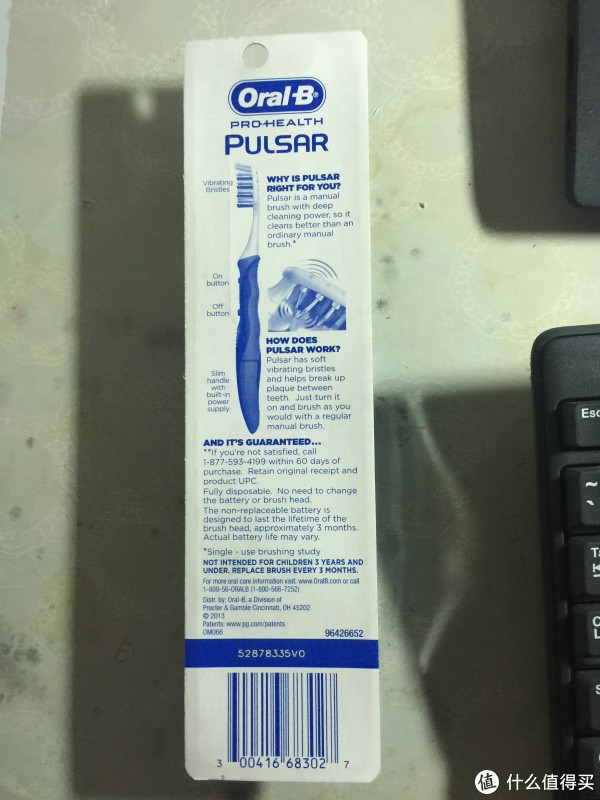 Oral-B®
PRO-HEALTH
PULSAR
Vibrating
Bristles
WHY IS PULSAR
RIGHT FOR YOU?
Pulsar is a manual
brush with deep
cleaning power, so it
cleans better than an
ordinary manual
brush.*
On
button
Off
button
HOW DOES
PULSAR WORK?
Pulsar has soft
vibrating bristles
and helps break up
plaque between
teeth. Just turn it
on and brush as you
would with a regular
manual brush.
Slim
handle
with
built-in
power
supply
AND IT'S GUARANTEED...
**If you're not satisfied, call
1-877-593-4199 within 60 days of
purchase. Retain original receipt and
product UPC.
Fully disposable. No need to change
the battery or brush head.
The non-replaceable battery is
designed to last the lifetime of the
brush head, approximately 3 months.
Actual battery life may vary.
*Single - use brushing study
NOT INTENDED FOR CHILDREN 3 YEARS AND
UNDER. REPLACE BRUSH EVERY 3 MONTHS.
For more oral care information visit: www.OralB.com or call
1-800-56-ORALB (1-800-566-7252)
Distr. by: Oral-B, a Division of
Procter & Gamble Cincinnati, OH 45202
© 2013
Patents: www.pg.com/patents
OM066
96426652
52878335V0
3 00416 68302 7
Esc
~
`
值 什么值得买